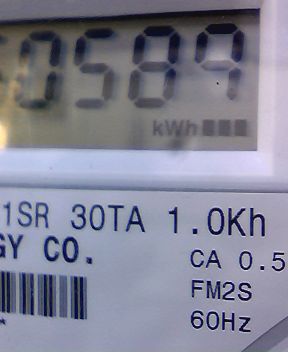 0589
kWh
1SR 30TA 1.0Kh
GY CO.
CA 0.5
FM2S
60Hz